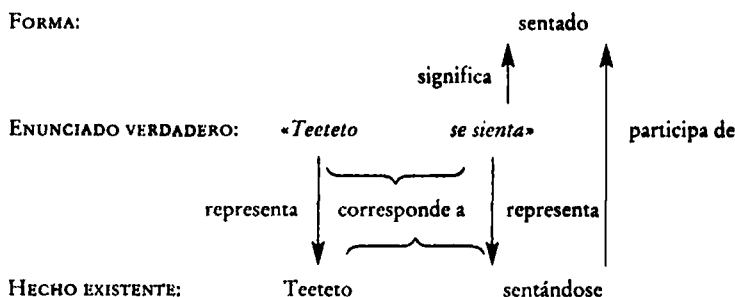 FORMA: sentado
significa
ENUNCIADO VERDADERO: «Teeteto se sienta» participa de
representa corresponde a representa
HECHO EXISTENTE: Teeteto sentándose